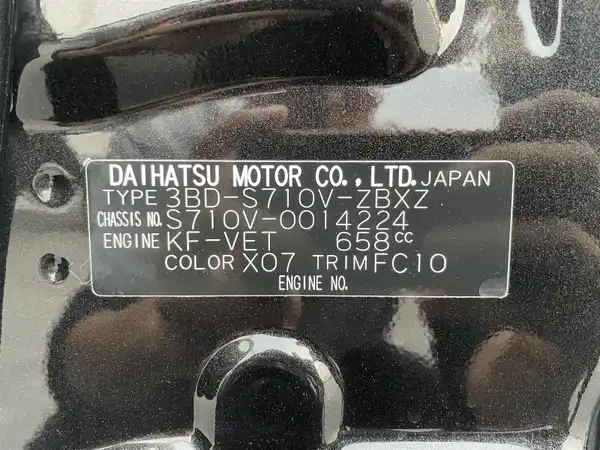 DAIHATSU MOTOR CO.,LTD. JAPAN
TYPE 3BD-S710V-ZBXZ
CHASSIS NO. S710V-0014224
ENGINE KF-VET 658cc
COLOR X07 TRIM FC10
ENGINE NO.